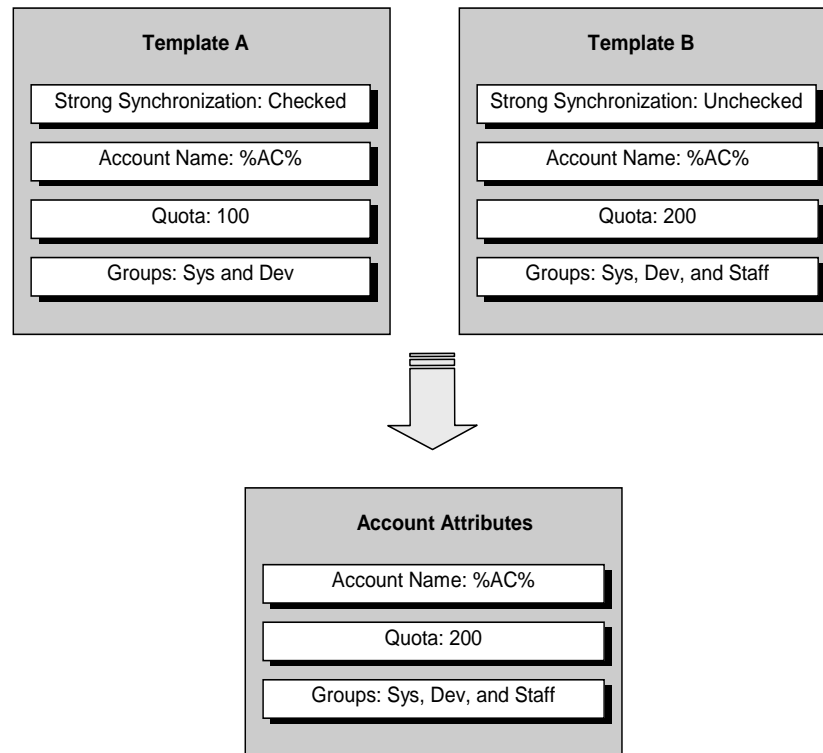 Template A
Strong Synchronization: Checked
Account Name: %AC%
Quota: 100
Groups: Sys and Dev
Template B
Strong Synchronization: Unchecked
Account Name: %AC%
Quota: 200
Groups: Sys, Dev, and Staff
Account Attributes
Account Name: %AC%
Quota: 200
Groups: Sys, Dev, and Staff